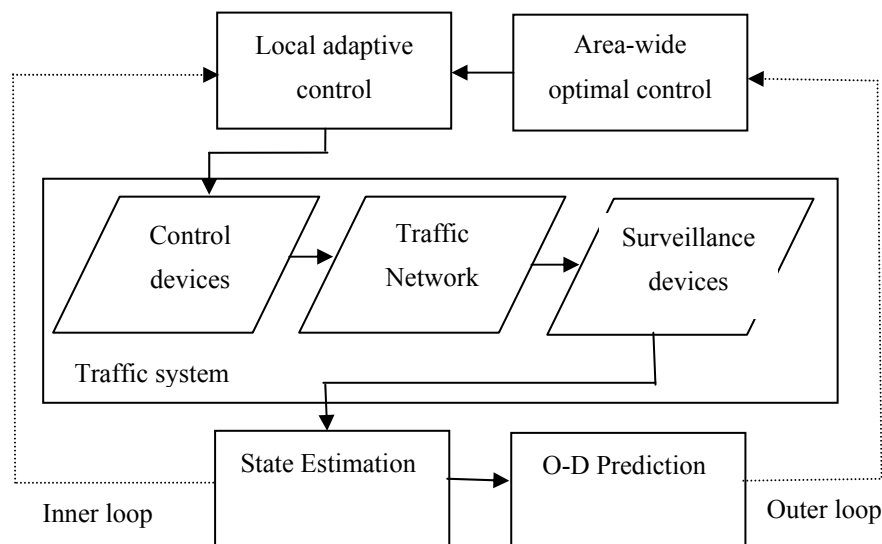 Local adaptive
control
Area-wide
optimal control
Control
devices
Traffic
Network
Surveillance
devices
Traffic system
State Estimation
O-D Prediction
Inner loop
Outer loop